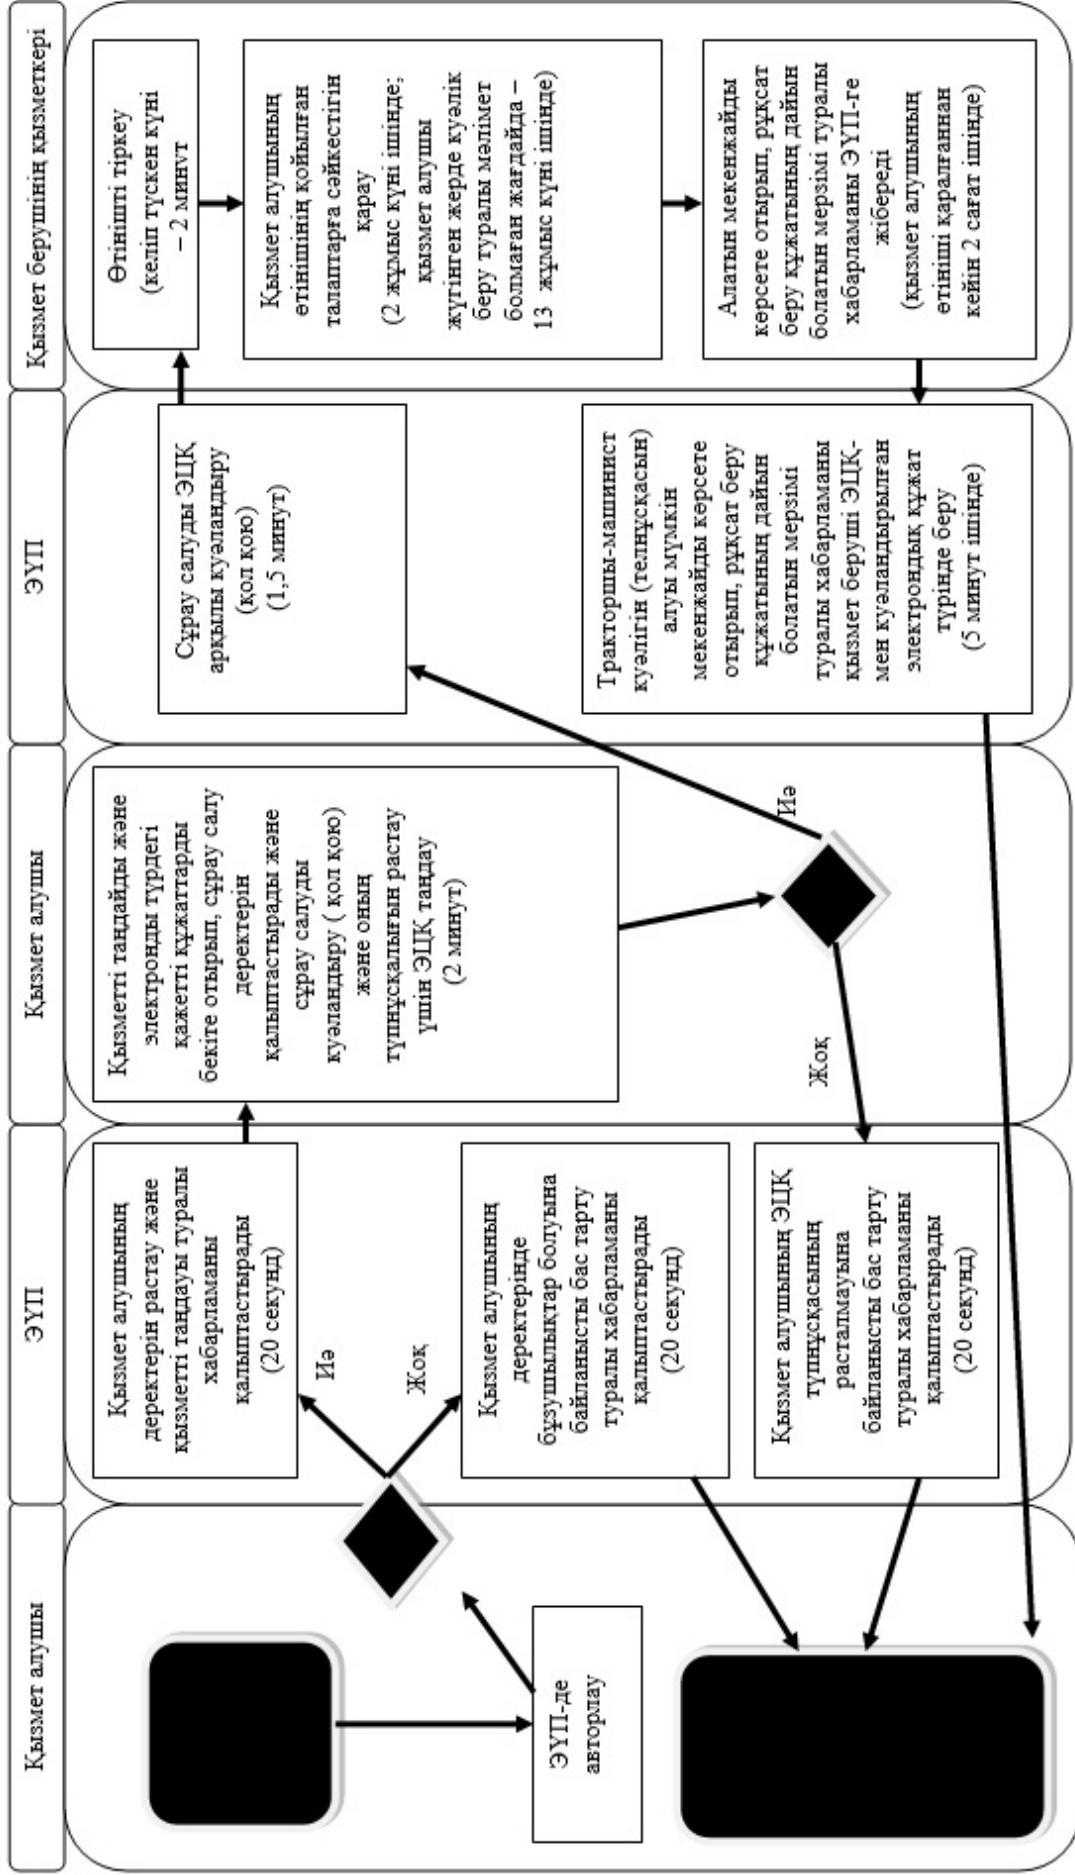 Қызмет алушы
ЭҮП
Қызмет алушы
ЭҮП
Қызмет берушінің қызметкері
ЭҮП-де
авторлау
Қызмет алушының
деректерін растау және
қызметті таңдауы туралы
хабарламаны
қалыптастырады
(20 секунд)
Иә
Жоқ
Қызмет алушының
деректерінде
бұзушылықтар болуына
байланысты бас тарту
туралы хабарламаны
қалыптастырады
(20 секунд)
Қызмет алушының ЭЦҚ
түпнұсқасының
расталмауына
байланысты бас тарту
туралы хабарламаны
қалыптастырады
(20 секунд)
Қызметті таңдайды және
электронды түрдегі
қажетті құжаттарды
бекіте отырып, сұрау салу
деректерін
қалыптастырады және
сұрау салуды
куәландыру ( қол қою)
және оның
түпнұсқалығын растау
үшін ЭЦҚ таңдау
(2 минут)
Иә
Жоқ
Сұрау салуды ЭЦҚ
арқылы куәландыру
(қол қою)
(1,5 минут)
Тракторшы-машинист
куәлігін (телнұсқасын)
алуы мүмкін
мекенжайды көрсете
отырып, рұқсат беру
құжатының дайын
болатын мерзімі
туралы хабарламаны
қызмет беруші ЭЦҚ-
мен куәландырылған
электрондық құжат
түрінде беру
(5 минут ішінде)
Өтінішті тіркеу
(келіп түскен күні
– 2 минут
Қызмет алушының
өтінішінің қойылған
талаптарға сәйкестігін
қарау
(2 жұмыс күні ішінде;
қызмет алушы
жүгінген жерде куәлік
беру туралы мәлімет
болмаған жағдайда –
13 жұмыс күні ішінде)
Алатын мекенжайды
көрсете отырып, рұқсат
беру құжатының дайын
болатын мерзімі туралы
хабарламаны ЭҮП-ге
жібереді
(қызмет алушының
өтініші қаралғаннан
кейін 2 сағат ішінде)